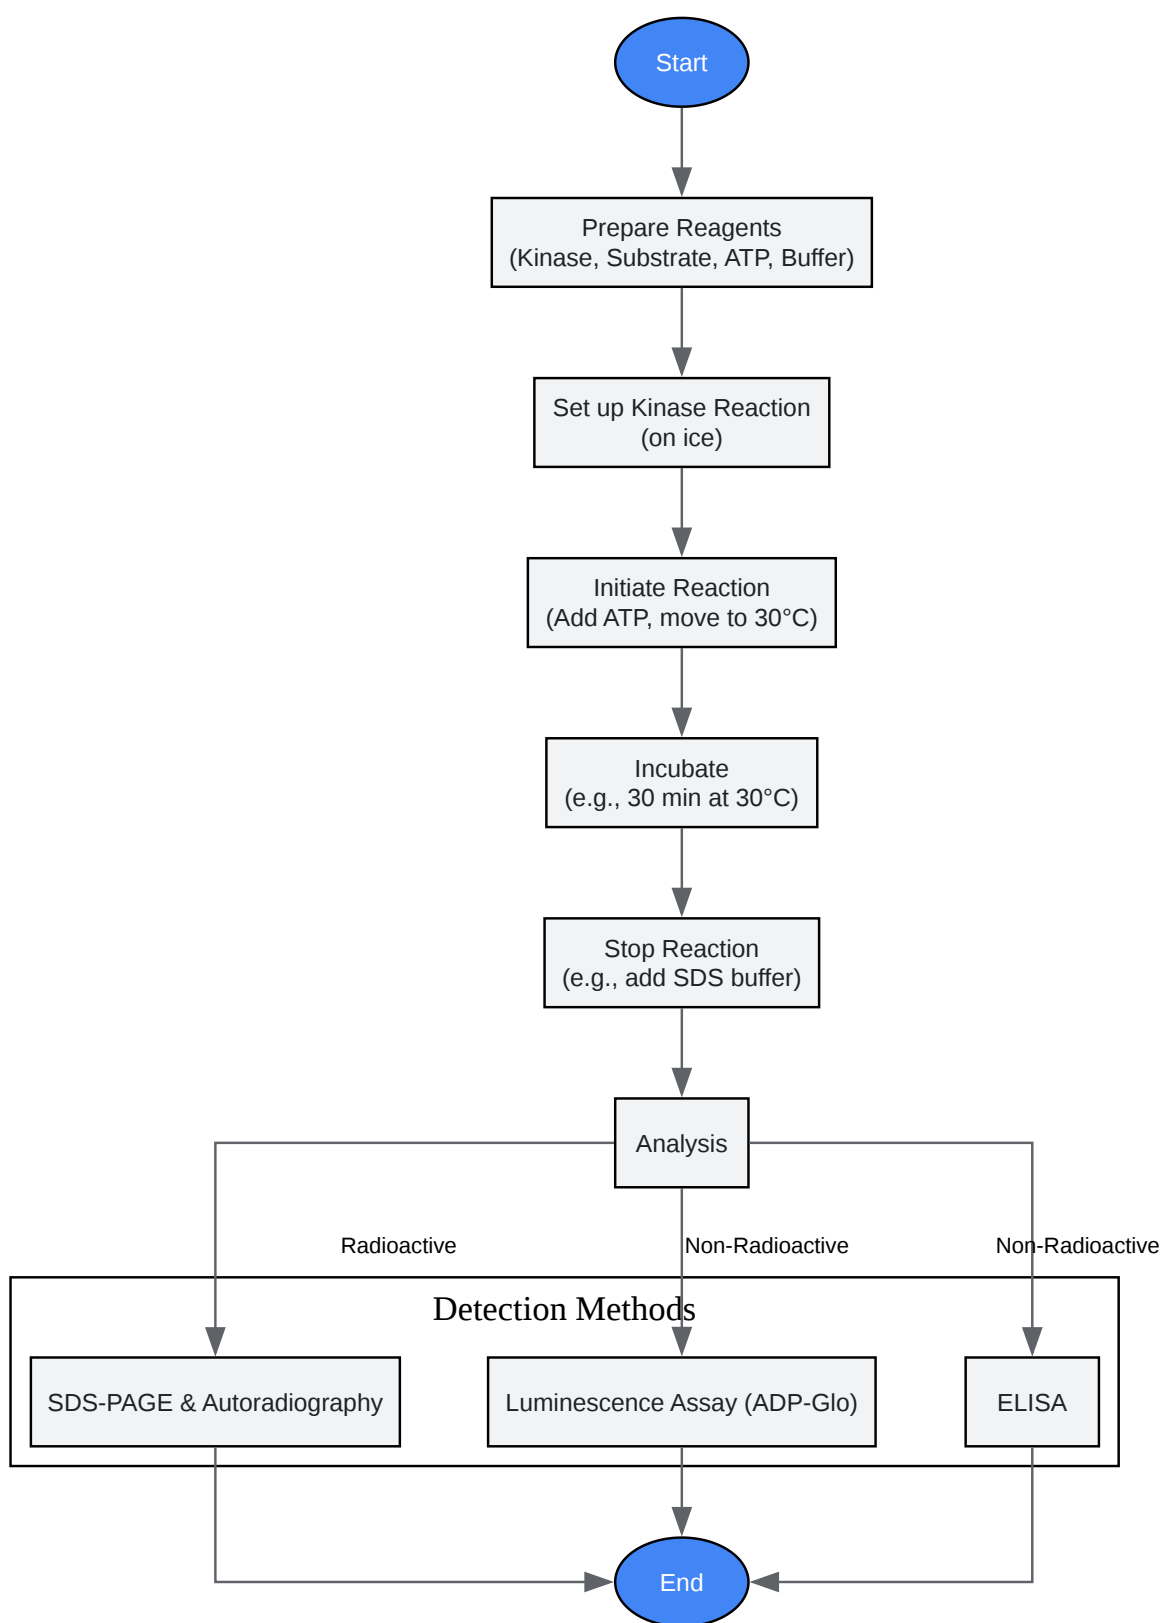 Start
Prepare Reagents
(Kinase, Substrate, ATP, Buffer)
Set up Kinase Reaction
(on ice)
Initiate Reaction
(Add ATP, move to 30°C)
Incubate
(e.g., 30 min at 30°C)
Stop Reaction
(e.g., add SDS buffer)
Analysis
Radioactive
Non-Radioactive
Non-Radioactive
Detection Methods
SDS-PAGE & Autoradiography
Luminescence Assay (ADP-Glo)
ELISA
End